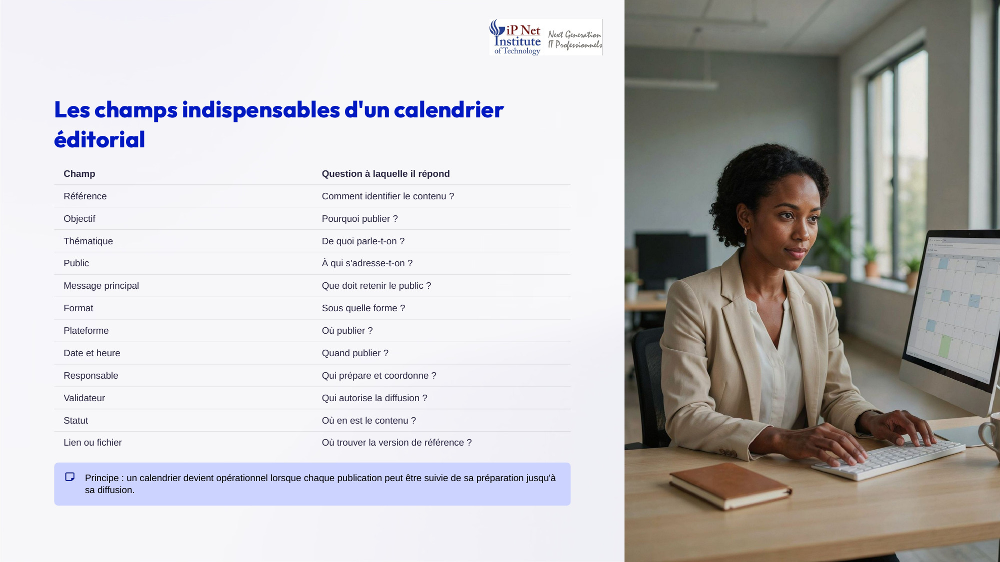 iP Net
Institute
of Technology
Next Generation
IT Professionnels
Les champs indispensables d'un calendrier
éditorial
Champ Question à laquelle il répond
Référence Comment identifier le contenu ?
Objectif Pourquoi publier ?
Thématique De quoi parle-t-on ?
Public À qui s'adresse-t-on ?
Message principal Que doit retenir le public ?
Format Sous quelle forme ?
Plateforme Où publier ?
Date et heure Quand publier ?
Responsable Qui prépare et coordonne ?
Validateur Qui autorise la diffusion ?
Statut Où en est le contenu ?
Lien ou fichier Où trouver la version de référence ?
Principe : un calendrier devient opérationnel lorsque chaque publication peut être suivie de sa préparation jusqu'à
sa diffusion.